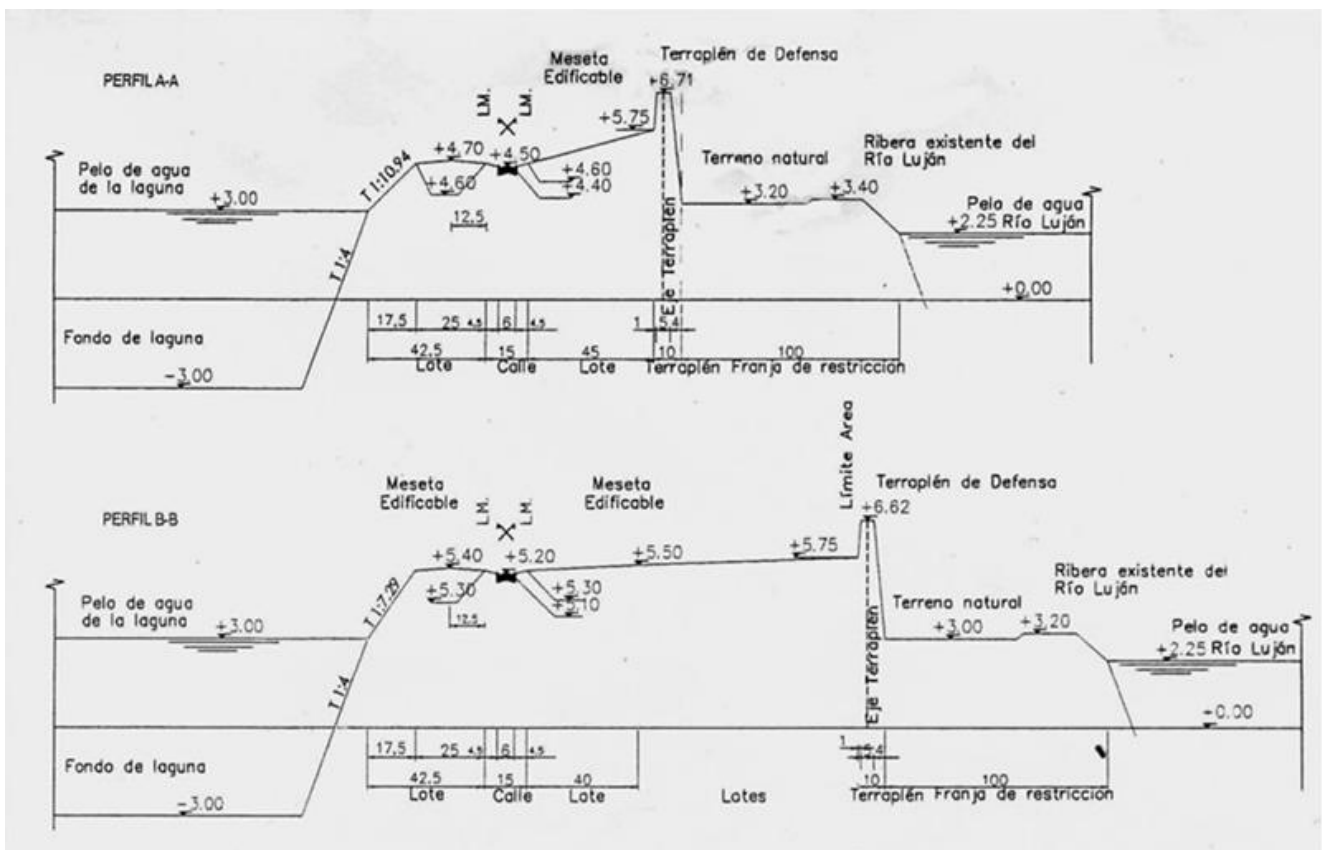 PERFIL A-A
Meseta
Edificable
Terraplén de Defensa
+6.71
LM.
LM.
+5.75
Pelo de agua
de la laguna
+3.00
T 1:10.94
+4.70
+4.50
+4.60
+4.60
+4.40
12,5
Terreno natural
Ribera existente del
Río Luján
+3.20
+3.40
Pelo de agua
Río Luján
+2.25
T 1:4
Eje Terraplén
+0,00
Fondo de laguna
-3.00
17,5
25
4,5
6
4,5
1
5,4
42,5
15
45
10
100
Lote
Calle
Lote
Terraplén
Franja de restricción
PERFIL B-B
Meseta
Edificable
Meseta
Edificable
LM.
LM.
Límite Area
Terraplén de Defensa
+6.62
Pelo de agua
de la laguna
+3.00
T 1:7.29
+5.40
+5.20
+5.50
+5.75
+5.30
+5.30
12,5
Terreno natural
Ribera existente del
Río Luján
+3.00
+3.20
Pelo de agua
Río Luján
+2.25
T 1:4
Eje Terraplén
Fondo de laguna
-3.00
17,5
25
4,5
6
4,5
1
42,5
15
40
10
100
Lote
Calle
Lote
Lotes
Terraplén
Franja de restricción